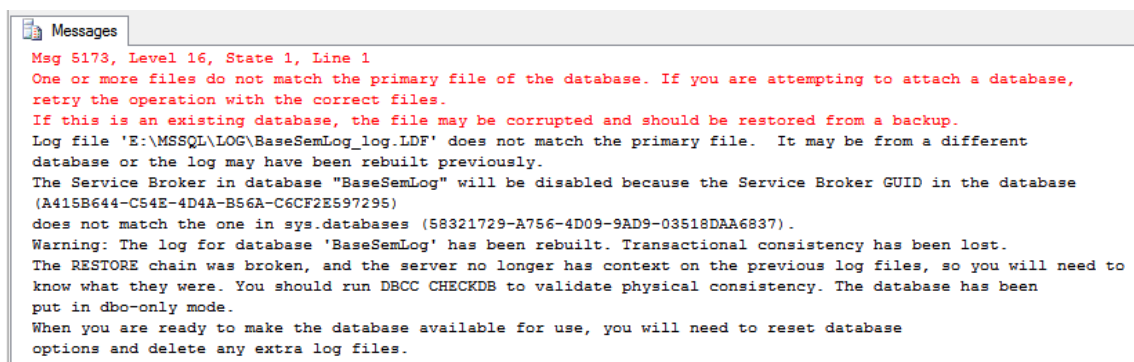 Messages
Msg 5173, Level 16, State 1, Line 1
One or more files do not match the primary file of the database. If you are attempting to attach a database,
retry the operation with the correct files.
If this is an existing database, the file may be corrupted and should be restored from a backup.
Log file 'E:\MSSQL\LOG\BaseSemLog_log.LDF' does not match the primary file.  It may be from a different
database or the log may have been rebuilt previously.
The Service Broker in database "BaseSemLog" will be disabled because the Service Broker GUID in the database
(A415B644-C54E-4D4A-B56A-C6CF2E597295)
does not match the one in sys.databases (58321729-A756-4D09-9AD9-03518DAA6837).
Warning: The log for database 'BaseSemLog' has been rebuilt. Transactional consistency has been lost.
The RESTORE chain was broken, and the server no longer has context on the previous log files, so you will need to
know what they were. You should run DBCC CHECKDB to validate physical consistency. The database has been
put in dbo-only mode.
When you are ready to make the database available for use, you will need to reset database
options and delete any extra log files.